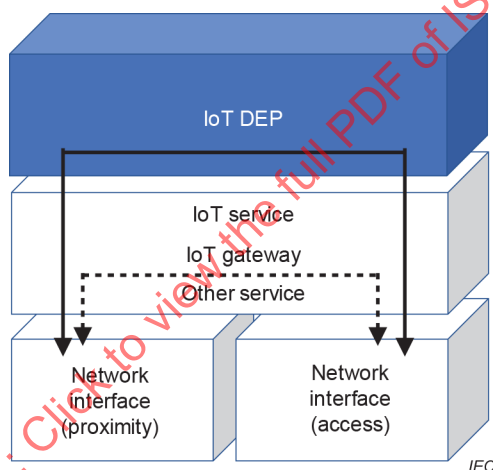 IoT DEP
IoT service
IoT gateway
Other service
Network
interface
(proximity)
Network
interface
(access)
IEC
Click to view the full PDF of IS